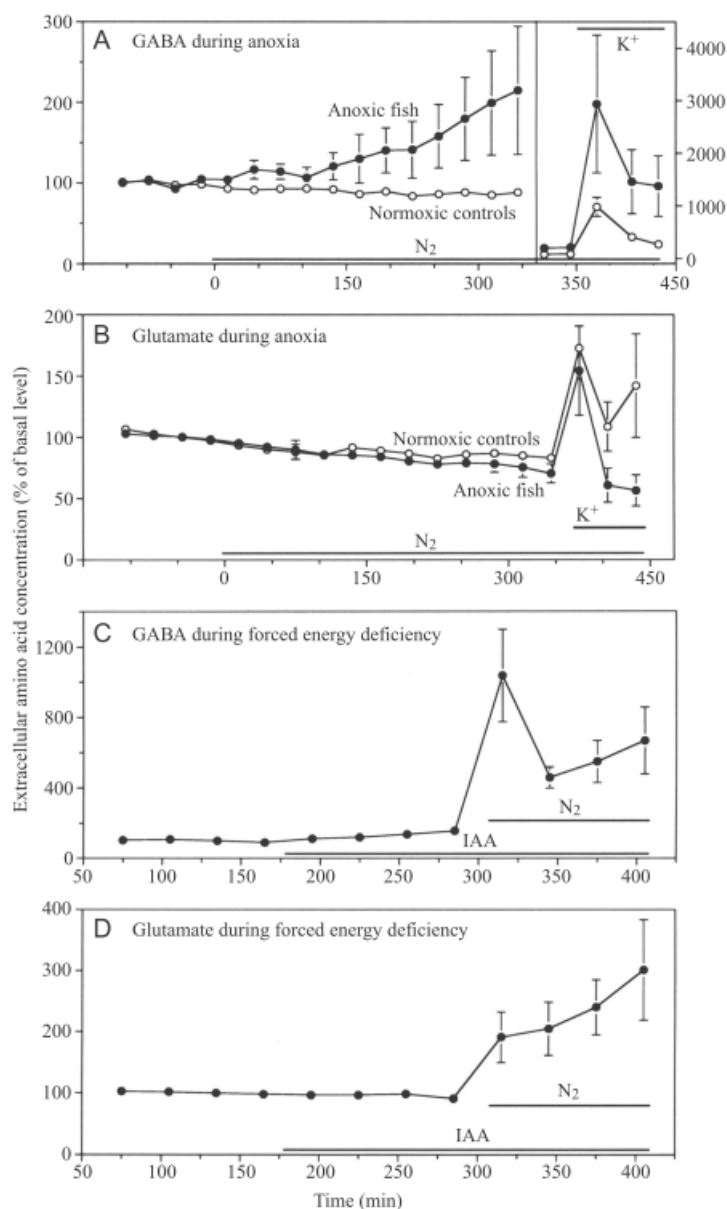 Extracellular amino acid concentration (% of basal level)
A GABA during anoxia
300
200
100
0
Anoxic fish
Normoxic controls
N2
0 150 300
K+
4000
3000
2000
1000
0
350 400 450
B Glutamate during anoxia
200
150
100
50
0
Normoxic controls
Anoxic fish
K+
N2
0 150 300 450
C GABA during forced energy deficiency
1200
800
400
0
N2
IAA
50 100 150 200 250 300 350 400
D Glutamate during forced energy deficiency
400
300
200
100
0
N2
IAA
50 100 150 200 250 300 350 400
Time (min)